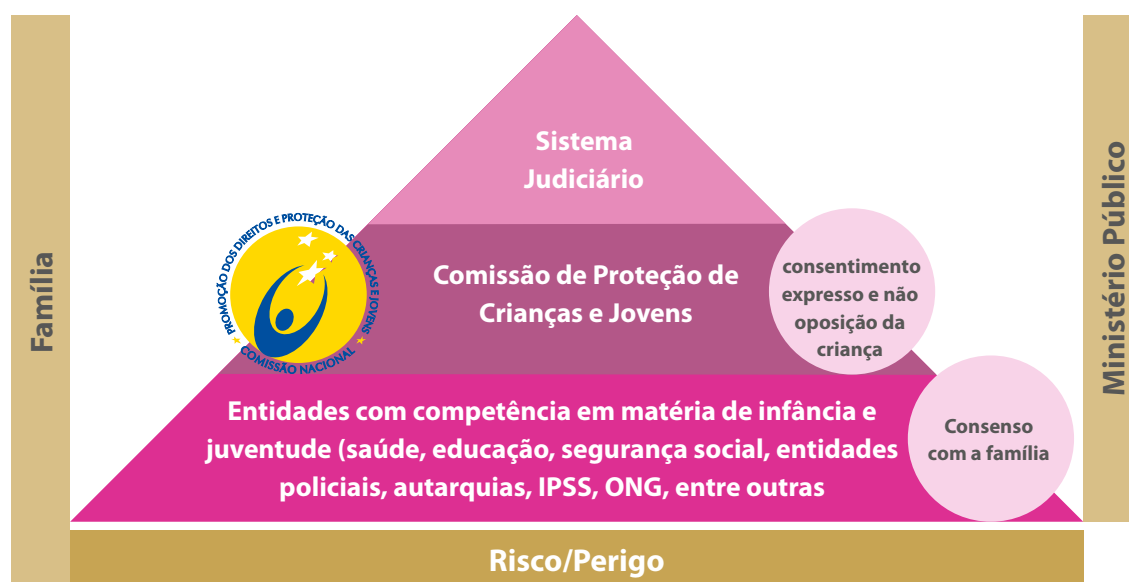 Família
Sistema
Judiciário
PROMOÇÃO DOS DIREITOS E PROTEÇÃO DAS CRIANÇAS E JOVENS
COMISSÃO NACIONAL
Comissão de Proteção de
Crianças e Jovens
consentimento
expresso e não
oposição da
criança
Entidades com competência em matéria de infância e
juventude (saúde, educação, segurança social, entidades
policiais, autarquias, IPSS, ONG, entre outras
Consenso
com a família
Ministério Público
Risco/Perigo